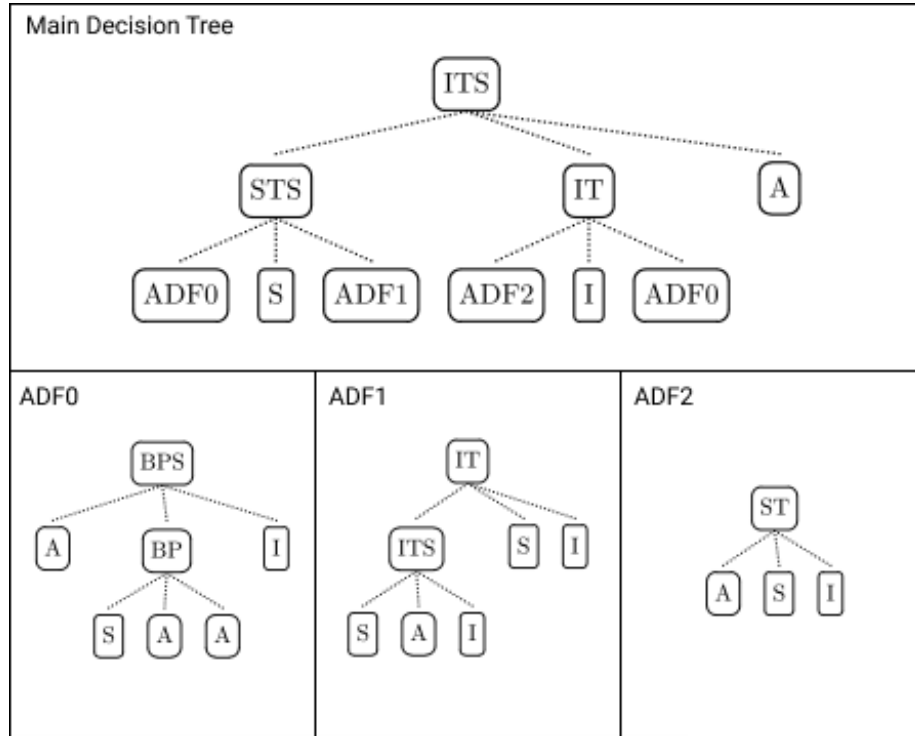 Main Decision Tree
ITS
STS IT A
ADF0 S ADF1 ADF2 I ADF0
ADF0
BPS
A BP I
S A A
ADF1
IT
ITS S I
S A I
ADF2
ST
A S I